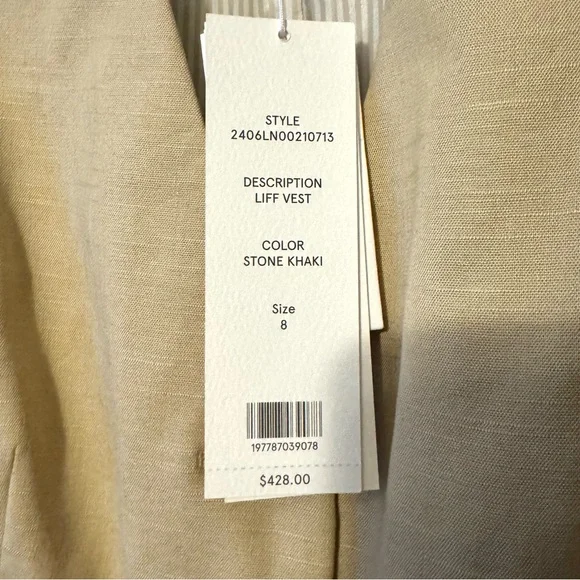 STYLE
2406LN00210713
DESCRIPTION
LIFF VEST
COLOR
STONE KHAKI
Size
8
197787039078
$428.00